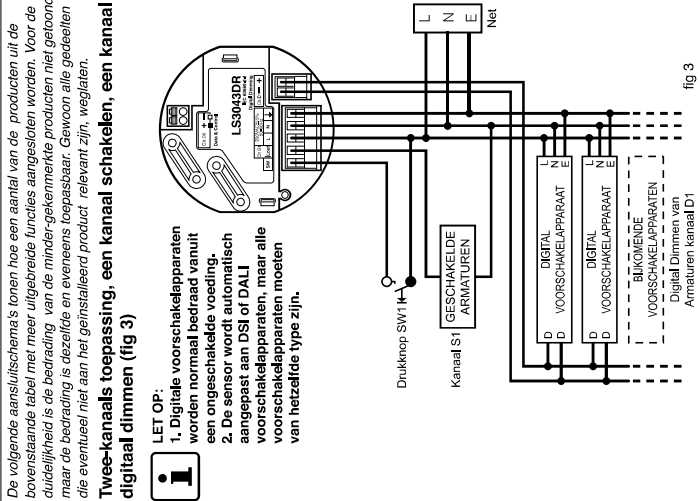 De volgende aansluitschema's tonen hoe een aantal van de producten uit de
bovenstaande tabel met meer uitgebreide functies aangesloten worden. Voor de
duidelijkheid is de bedrading van de minder-gekenmerkte producten niet getoond
maar de bedrading is dezelfde en eveneens toepasbaar. Gewoon alle gedeelten
die eventueel niet aan het geïnstalleerd product relevant zijn, weglaten.
Twee-kanaals toepassing, een kanaal schakelen, een kanaal
digitaal dimmen (fig 3)
LET OP:
1. Digitale voorschakelapparaten
worden normaal bedraad vanuit
een ongeschakelde voeding.
2. De sensor wordt automatisch
aangepast aan DSI of DALI
voorschakelapparaten, maar alle
voorschakelapparaten moeten
van hetzelfde type zijn.
LS3043DR
Digital Dimming
Data & Control
SW
L
N
Drukknop SW1
Kanaal S1
GESCHAKELDE
ARMATUREN
L
N
E
Net
D
D
DIGITAL
VOORSCHAKELAPPARAAT
L
N
E
D
D
DIGITAL
VOORSCHAKELAPPARAAT
L
N
E
BIJKOMENDE
VOORSCHAKELAPPARATEN
Digital Dimmen van
Armaturen kanaal D1
fig 3